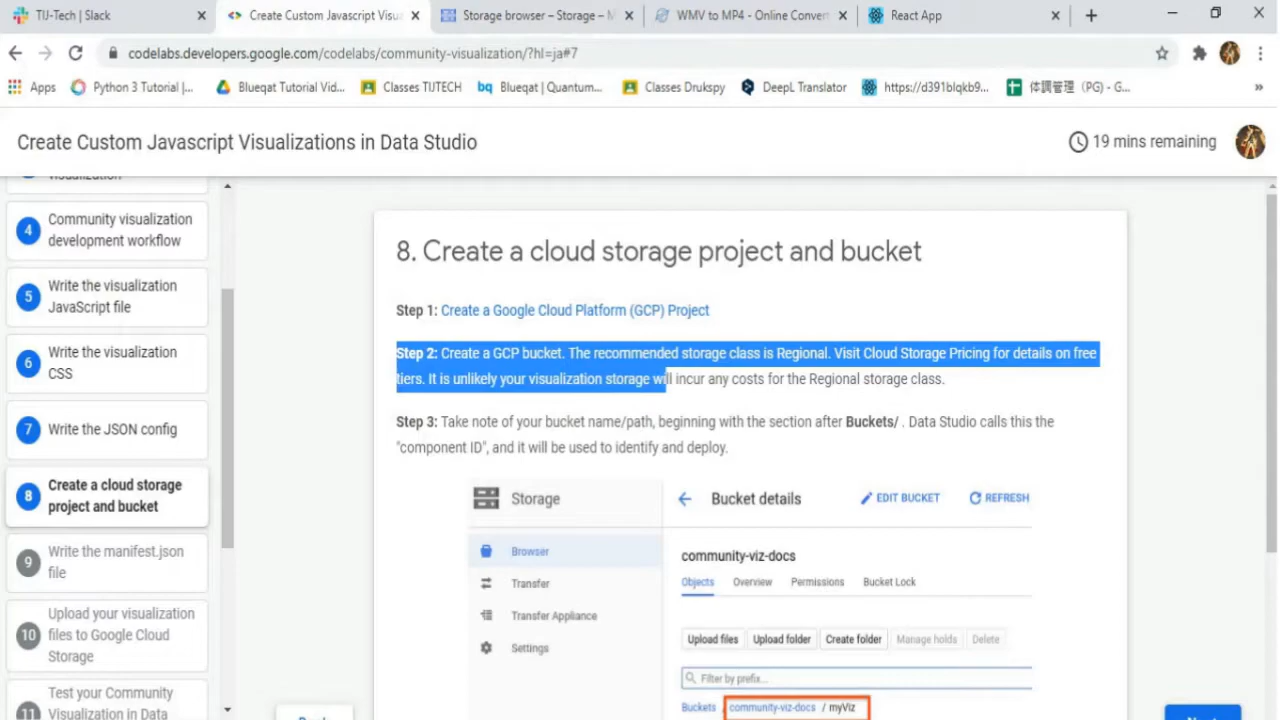 TIJ-Tech | Slack
Create Custom Javascript Visua
Storage browser – Storage – M
WMV to MP4 - Online Convert
React App
codelabs.developers.google.com/codelabs/community-visualization/?hl=ja#7
Apps
Python 3 Tutorial |...
Blueqat Tutorial Vid...
Classes TIJTECH
bq Blueqat | Quantum...
Classes Drukspy
DeepL Translator
https://d391blqkb9...
体調管理（PG) - G...
»
Create Custom Javascript Visualizations in Data Studio
19 mins remaining
visualization
4 Community visualization
development workflow
5 Write the visualization
JavaScript file
6 Write the visualization
CSS
7 Write the JSON config
8 Create a cloud storage
project and bucket
9 Write the manifest.json
file
10 Upload your visualization
files to Google Cloud
Storage
11 Test your Community
Visualization in Data
8. Create a cloud storage project and bucket
Step 1: Create a Google Cloud Platform (GCP) Project
Step 2: Create a GCP bucket. The recommended storage class is Regional. Visit Cloud Storage Pricing for details on free
tiers. It is unlikely your visualization storage will incur any costs for the Regional storage class.
Step 3: Take note of your bucket name/path, beginning with the section after Buckets/ . Data Studio calls this the
"component ID", and it will be used to identify and deploy.
Storage
Browser
Transfer
Transfer Appliance
Settings
Bucket details
EDIT BUCKET
REFRESH
community-viz-docs
Objects
Overview
Permissions
Bucket Lock
Upload files
Upload folder
Create folder
Manage holds
Delete
Filter by prefix...
Buckets / community-viz-docs / myViz